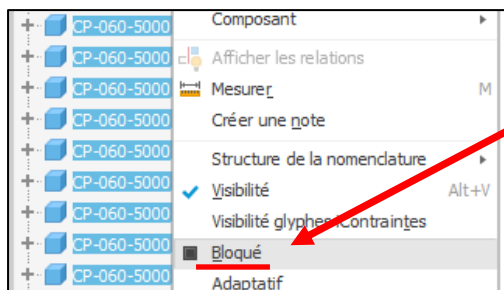 CP-060-5000 Composant
CP-060-5000 Afficher les relations
CP-060-5000 Mesurer M
CP-060-5000 Créer une note
CP-060-5000 Structure de la nomenclature
CP-060-5000 Visibilité Alt+V
CP-060-5000 Visibilité glyphes Contraintes
CP-060-5000 Bloqué
CP-060-5000 Adaptatif